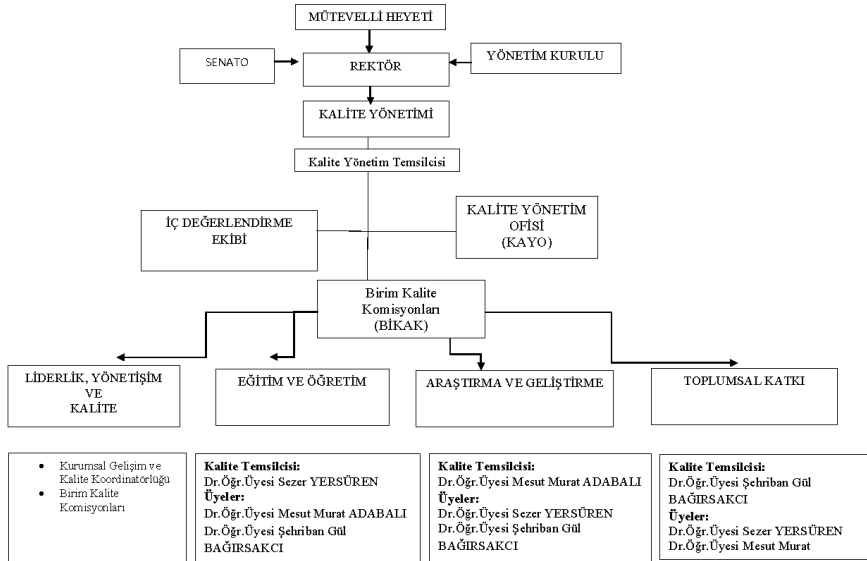 MÜTEVELLİ HEYETİ
SENATO
REKTÖR
YÖNETİM KURULU
KALİTE YÖNETİMİ
Kalite Yönetim Temsilcisi
İÇ DEĞERLENDİRME
EKİBİ
KALİTE YÖNETİM
OFİSİ
(KAYO)
Birim Kalite
Komisyonları
(BİKAK)
LİDERLİK, YÖNETİŞİM
VE
KALİTE
EĞİTİM VE ÖĞRETİM
ARAŞTIRMA VE GELİŞTİRME
TOPLUMSAL KATKI
• Kurumsal Gelişim ve
Kalite Koordinatörlüğü
• Birim Kalite
Komisyonları
Kalite Temsilcisi:
Dr.Öğr.Üyesi Sezer YERSÜREN
Üyeler:
Dr.Öğr.Üyesi Mesut Murat ADABALI
Dr.Öğr.Üyesi Şehriban Gül
BAĞIRSAKCI
Kalite Temsilcisi:
Dr.Öğr.Üyesi Mesut Murat ADABALI
Üyeler:
Dr.Öğr.Üyesi Sezer YERSÜREN
Dr.Öğr.Üyesi Şehriban Gül
BAĞIRSAKCI
Kalite Temsilcisi:
Dr.Öğr.Üyesi Şehriban Gül
BAĞIRSAKCI
Üyeler:
Dr.Öğr.Üyesi Sezer YERSÜREN
Dr.Öğr.Üyesi Mesut Murat